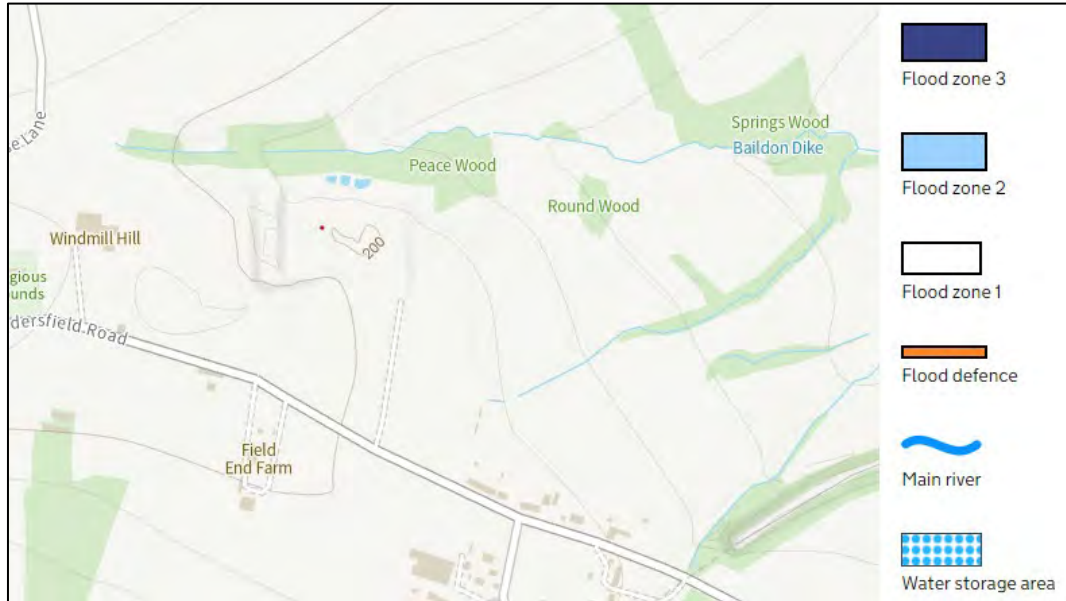 se Lane
Windmill Hill
gious
unds
dersfield Road
Field
End Farm
Peace Wood
200
Round Wood
Springs Wood
Baildon Dike
Flood zone 3
Flood zone 2
Flood zone 1
Flood defence
Main river
Water storage area